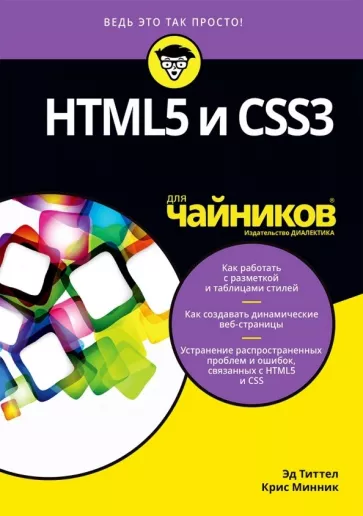 ВЕДЬ ЭТО ТАК ПРОСТО!
HTML5 и CSS3
для
чайников®
Издательство ДИАЛЕКТИКА
Как работать
с разметкой
и таблицами стилей
Как создавать динамические
веб-страницы
Устранение распространенных
проблем и ошибок,
связанных с HTML5
и CSS
Эд Титтел
Крис Минник